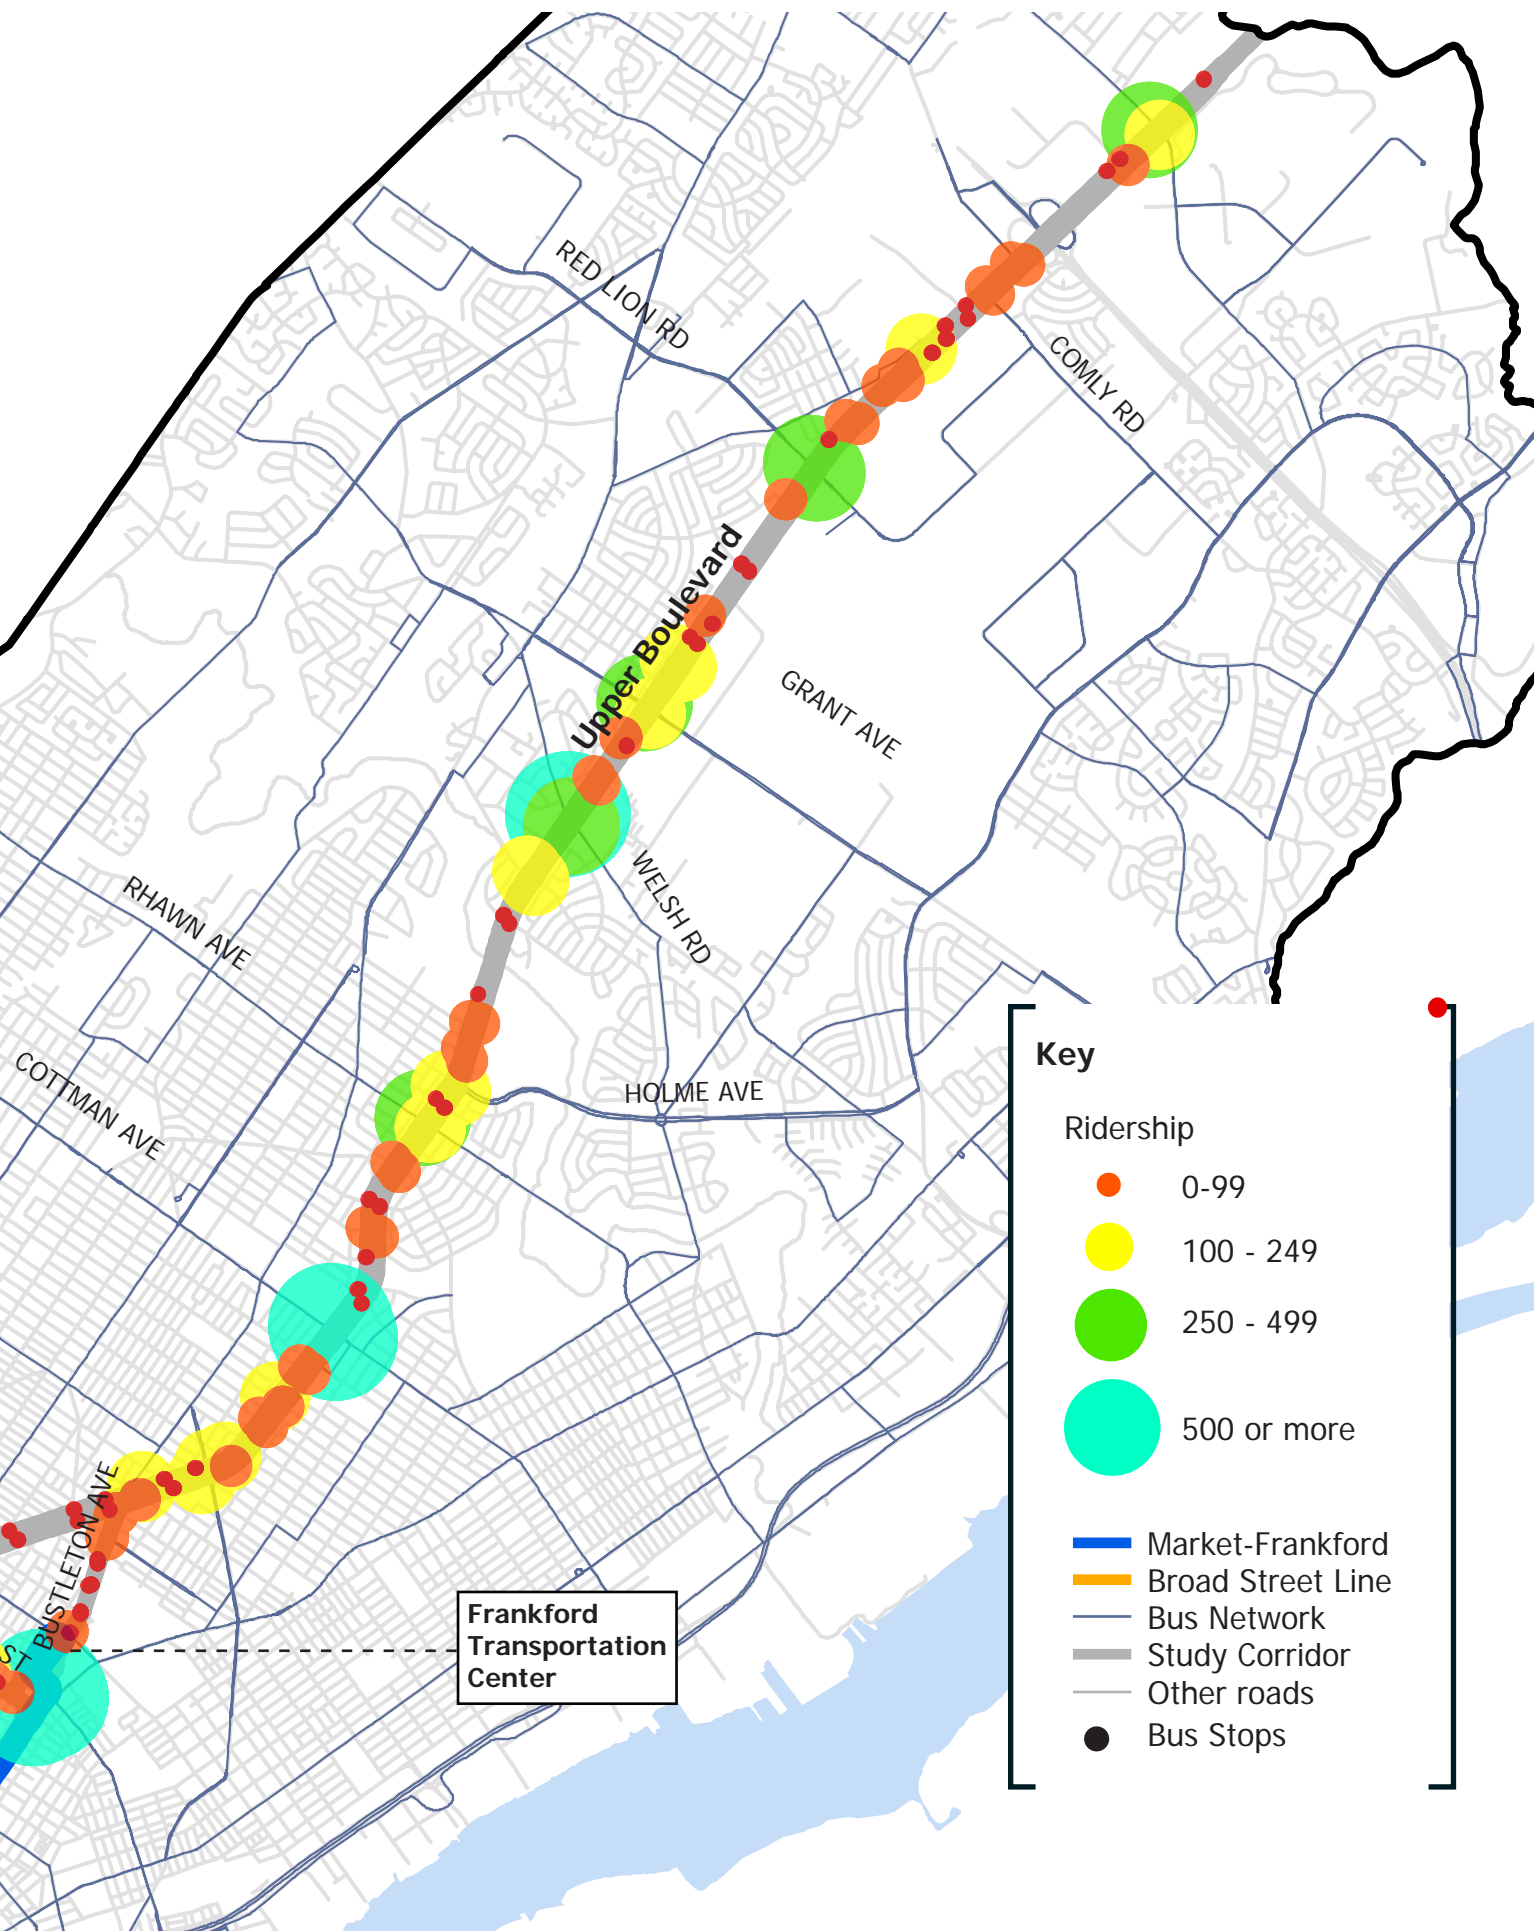 RED LION RD
COMLY RD
Upper Boulevard
GRANT AVE
WELSH RD
RHAWN AVE
COTTMAN AVE
HOLME AVE
BUSTLETON AVE
ST
Frankford
Transportation
Center
Key
Ridership
0-99
100 - 249
250 - 499
500 or more
Market-Frankford
Broad Street Line
Bus Network
Study Corridor
Other roads
Bus Stops